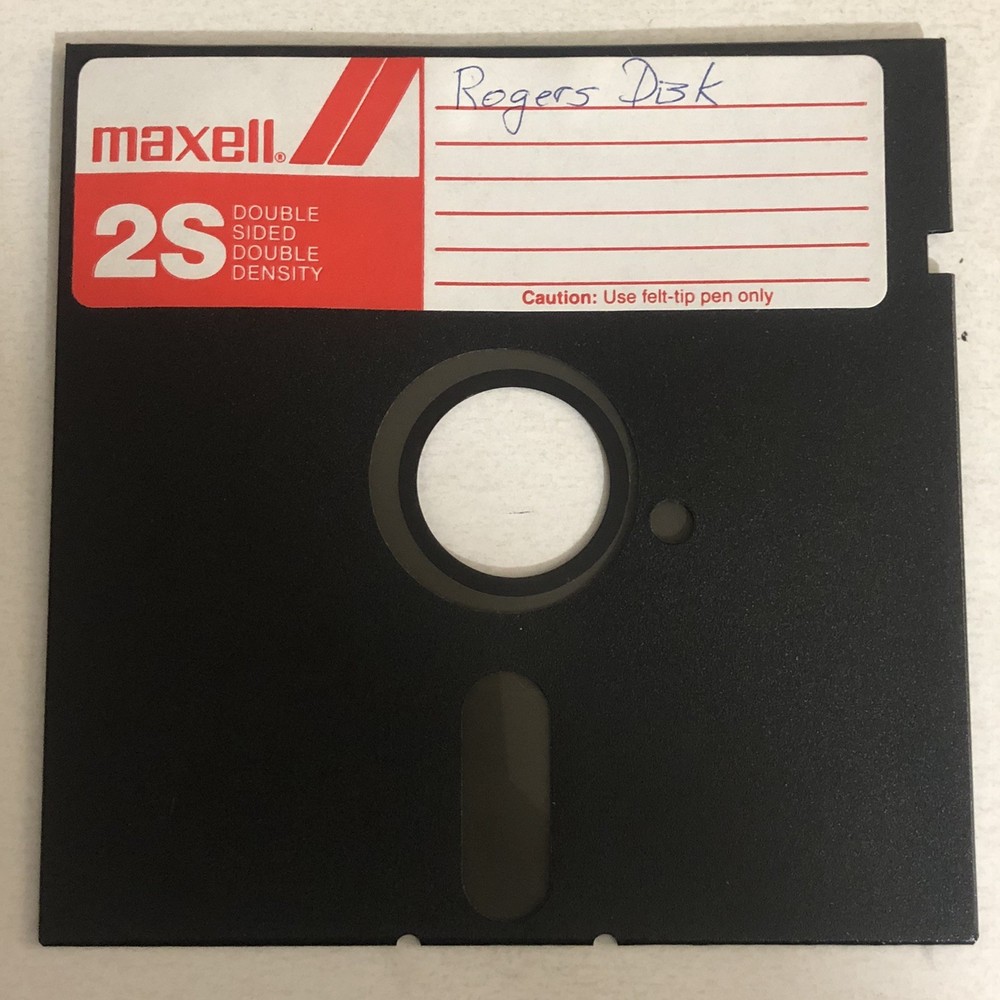 maxell®
2S
DOUBLE
SIDED
DOUBLE
DENSITY
Rogers Disk
Caution: Use felt-tip pen only